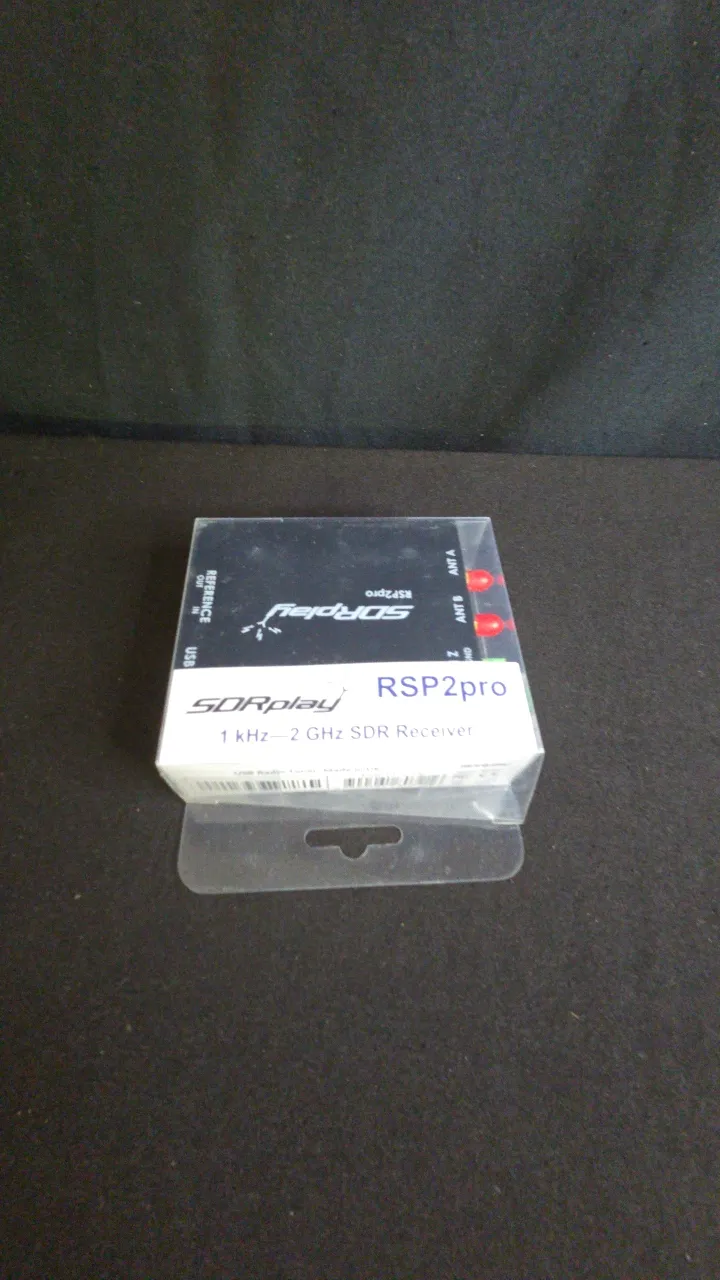 REFERENCE
OUT
IN
USB
SDRplay
RSP2pro
ANT A
ANT B
Z
SDRplay
RSP2pro
1 kHz—2 GHz SDR Receiver